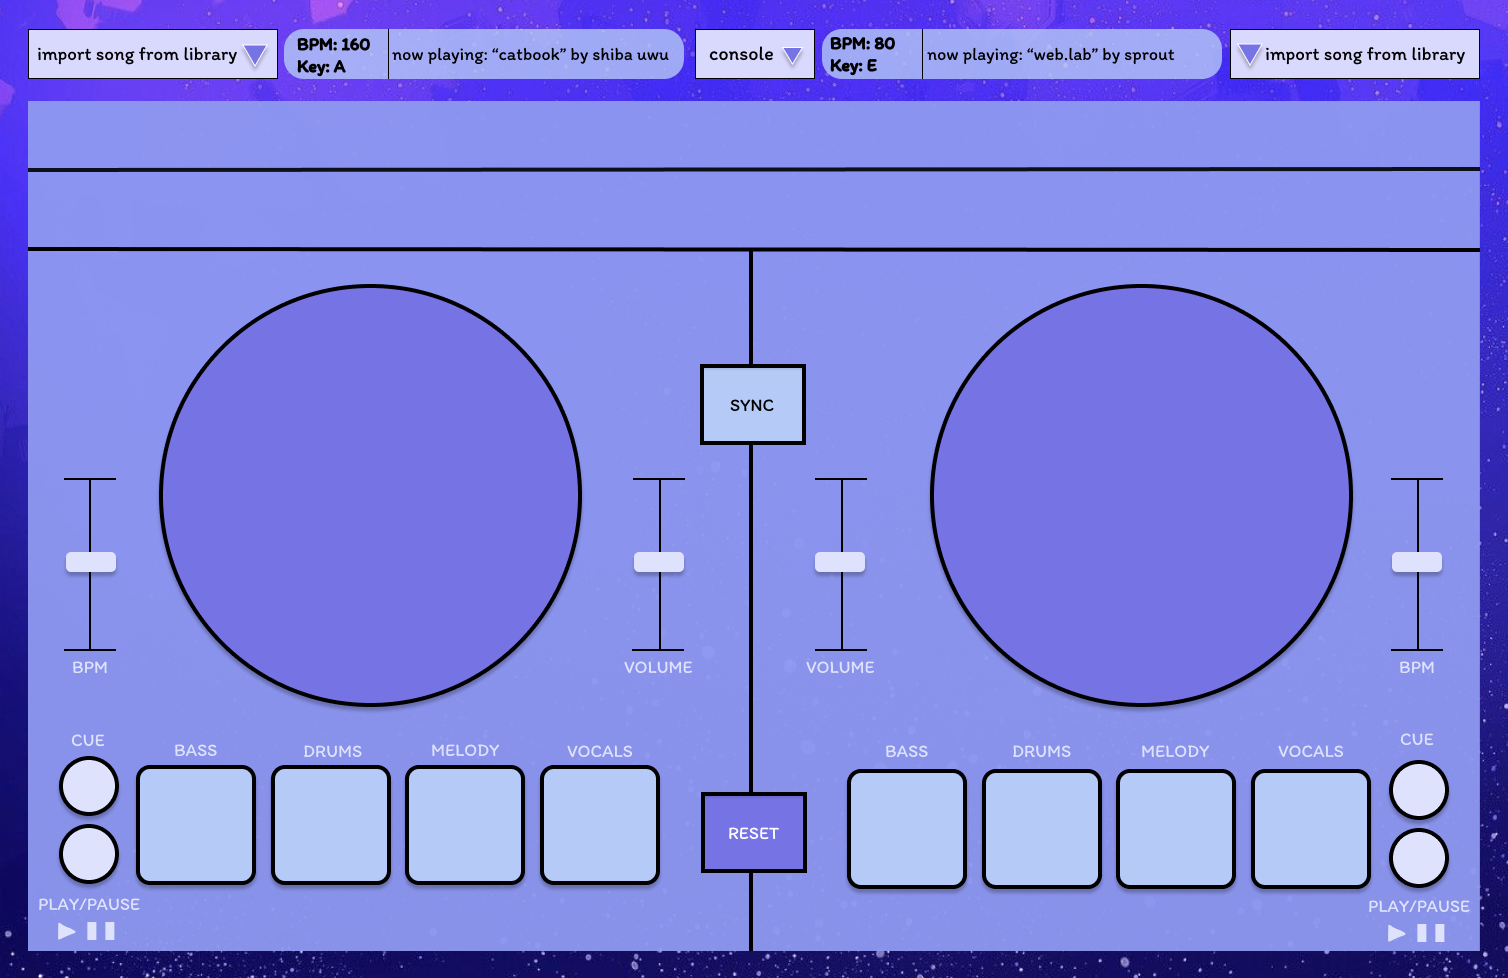 import song from library
BPM: 160
Key: A
now playing: “catbook” by shiba uwu
console
BPM: 80
Key: E
now playing: “web.lab” by sprout
import song from library
SYNC
BPM
VOLUME
VOLUME
BPM
CUE
BASS
DRUMS
MELODY
VOCALS
BASS
DRUMS
MELODY
VOCALS
CUE
RESET
PLAY/PAUSE
PLAY/PAUSE